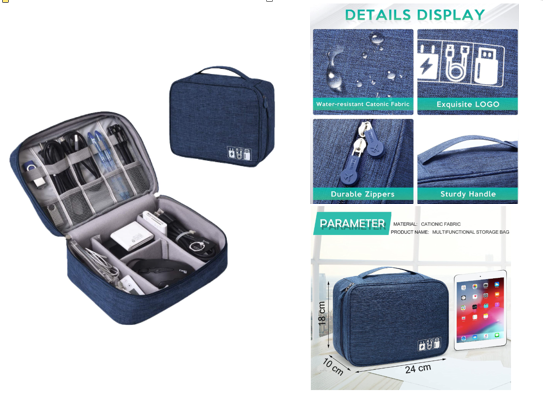 DETAILS DISPLAY
Water-resistant Catonic Fabric
Exquisite LOGO
Durable Zippers
Sturdy Handle
PARAMETER
MATERIAL: CATIONIC FABRIC
PRODUCT NAME: MULTIFUNCTIONAL STORAGE BAG
18 cm
10 cm
24 cm